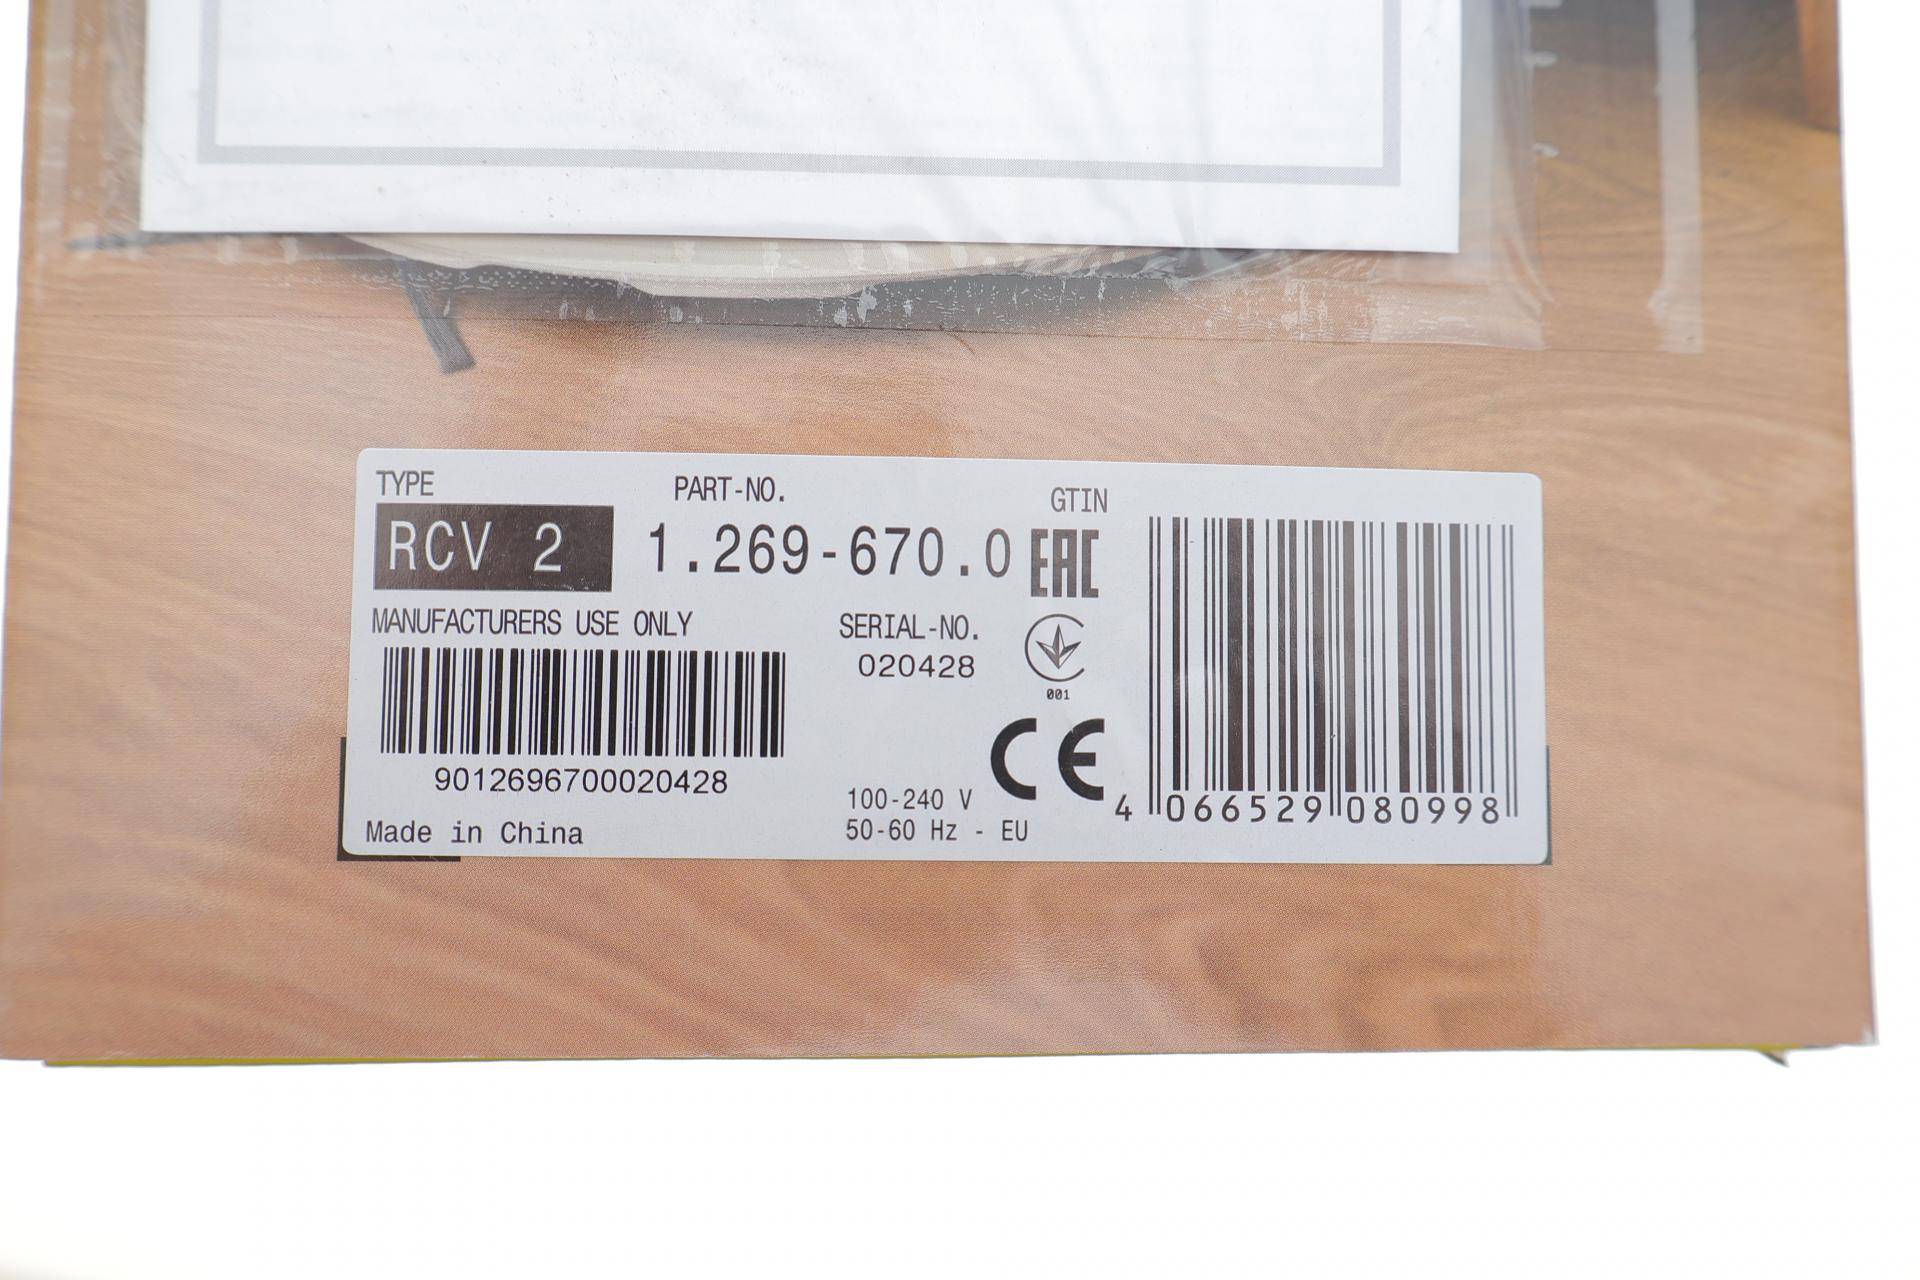 TYPE
PART-NO.
GTIN
RCV 2
1.269-670.0
EAC
MANUFACTURERS USE ONLY
SERIAL-NO.
020428
001
9012696700020428
CE
100-240 V
50-60 Hz - EU
Made in China
4 066529 080998